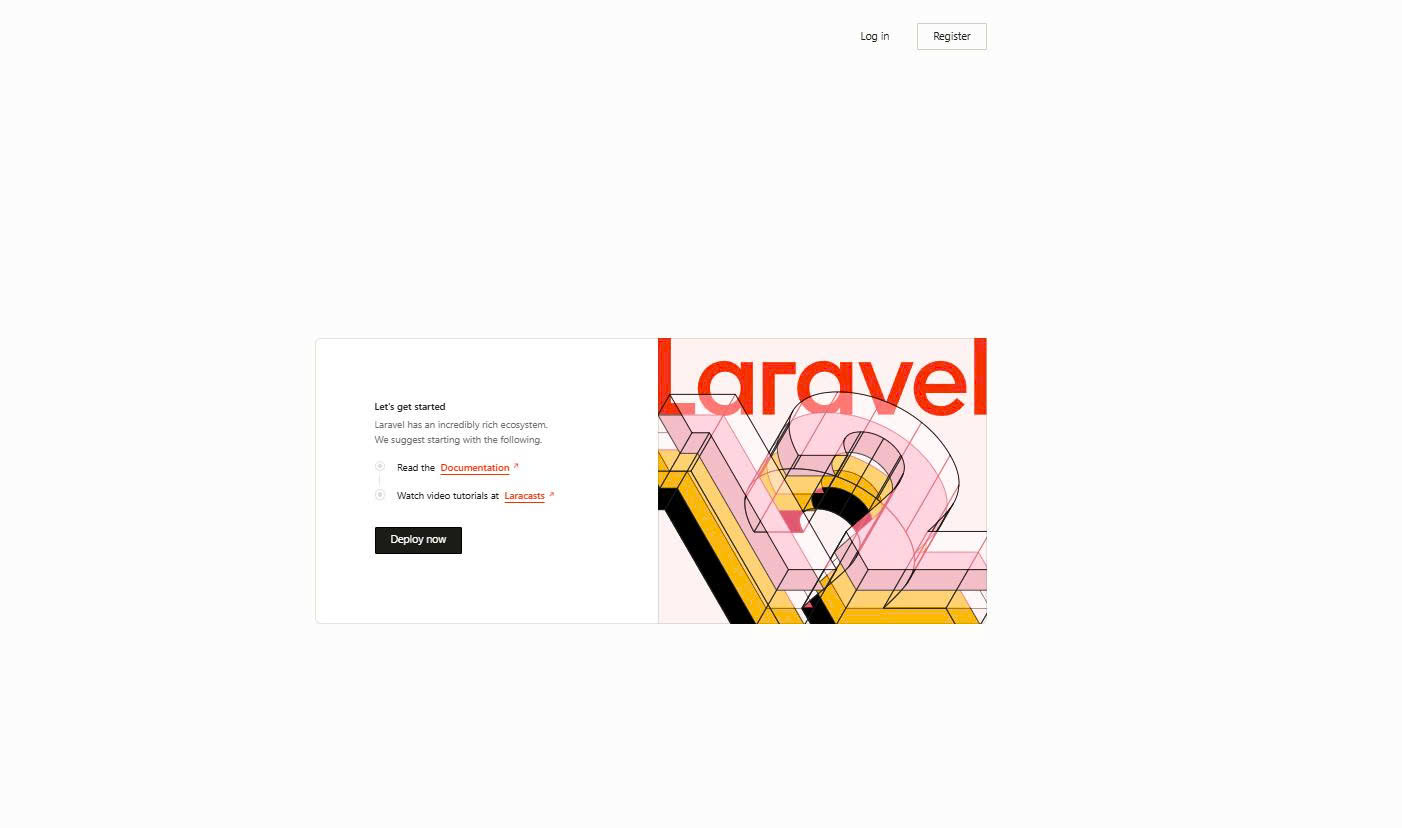 Log in
Register
Let's get started
Laravel has an incredibly rich ecosystem.
We suggest starting with the following.
Read the Documentation
Watch video tutorials at Laracasts
Deploy now
Laravel
12